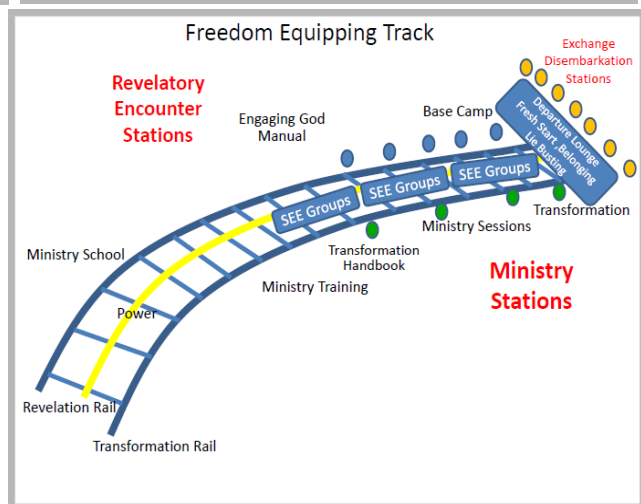 Freedom Equipping Track
Exchange
Disembarkation
Stations
Revelatory
Encounter
Stations
Engaging God
Manual
Base Camp
Departure Lounge
Fresh Start , Belonging
Lie Busting
SEE Groups
SEE Groups
SEE Groups
Transformation
Ministry Sessions
Transformation
Handbook
Ministry School
Ministry Training
Ministry
Stations
Power
Revelation Rail
Transformation Rail